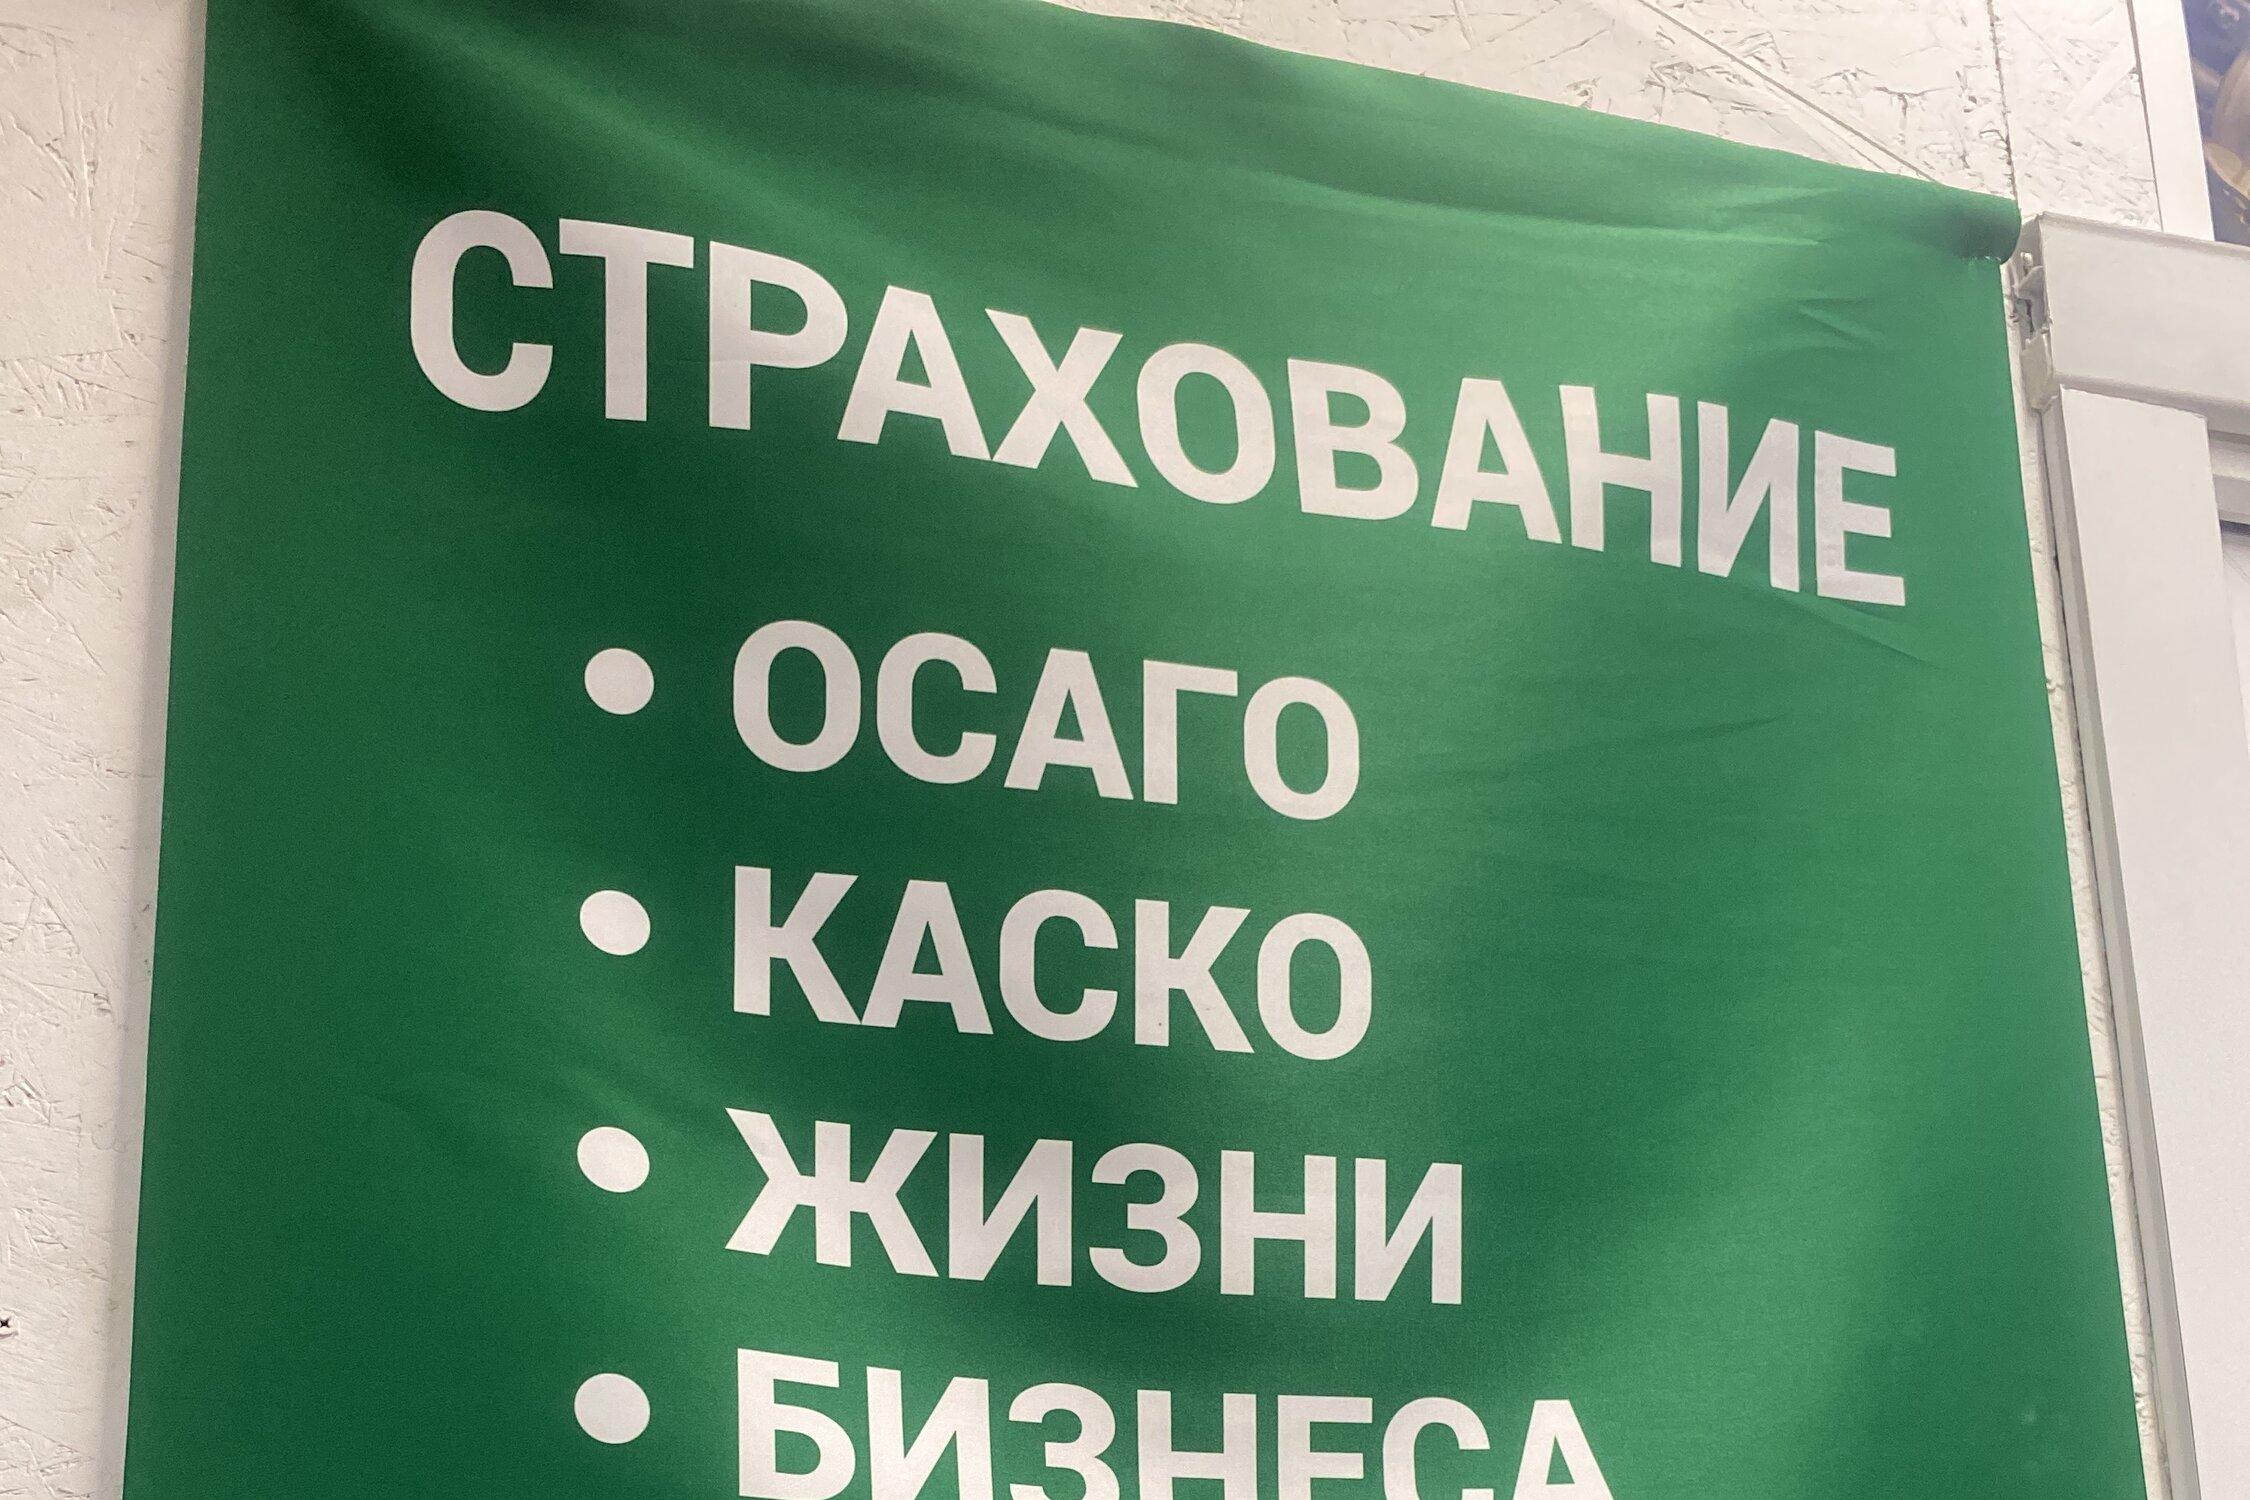 СТРАХОВАНИЕ
• ОСАГО
• КАСКО
• ЖИЗНИ
• БИЗНЕСА